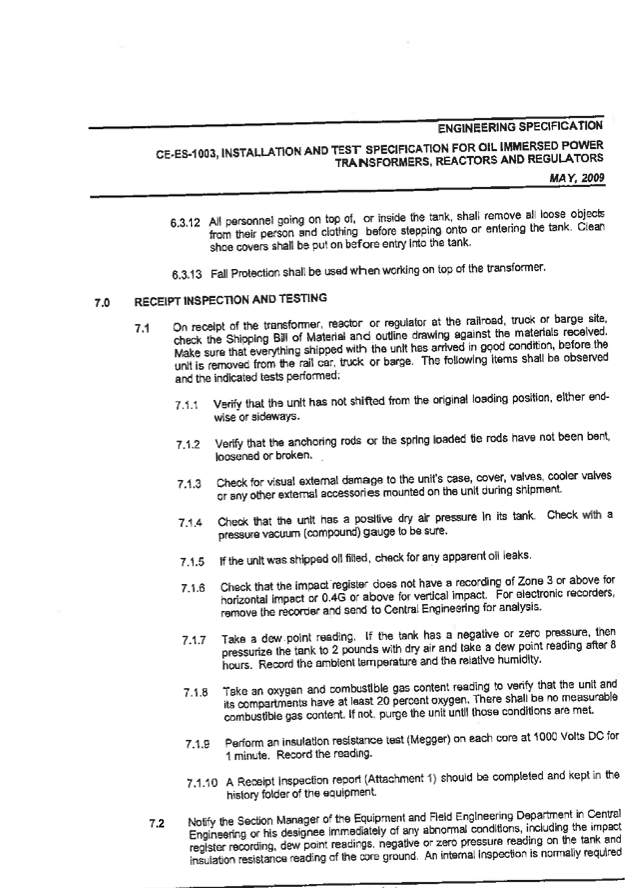 ENGINEERING SPECIFICATION
CE-ES-1003, INSTALLATION AND TEST SPECIFICATION FOR OIL IMMERSED POWER
TRANSFORMERS, REACTORS AND REGULATORS
MAY, 2009
6.3.12 All personnel going on top of, or inside the tank, shall remove all loose objects
from their person and clothing before stepping onto or entering the tank. Clean
shoe covers shall be put on before entry into the tank.
6.3.13 Fall Protection shall be used when working on top of the transformer.
7.0 RECEIPT INSPECTION AND TESTING
7.1 On receipt of the transformer, reactor or regulator at the railroad, truck or barge site,
check the Shipping Bill of Material and outline drawing against the materials received.
Make sure that everything shipped with the unit has arrived in good condition, before the
unit is removed from the rail car, truck or barge. The following items shall be observed
and the indicated tests performed:
7.1.1 Verify that the unit has not shifted from the original loading position, either end-
wise or sideways.
7.1.2 Verify that the anchoring rods or the spring loaded tie rods have not been bent,
loosened or broken.
7.1.3 Check for visual external damage to the unit's case, cover, valves, cooler valves
or any other external accessories mounted on the unit during shipment.
7.1.4 Check that the unit has a positive dry air pressure in its tank. Check with a
pressure vacuum (compound) gauge to be sure.
7.1.5 If the unit was shipped oil filled, check for any apparent oil leaks.
7.1.6 Check that the impact register does not have a recording of Zone 3 or above for
horizontal impact or 0.4G or above for vertical impact. For electronic recorders,
remove the recorder and send to Central Engineering for analysis.
7.1.7 Take a dew point reading. If the tank has a negative or zero pressure, then
pressurize the tank to 2 pounds with dry air and take a dew point reading after 8
hours. Record the ambient temperature and the relative humidity.
7.1.8 Take an oxygen and combustible gas content reading to verify that the unit and
its compartments have at least 20 percent oxygen. There shall be no measurable
combustible gas content. If not, purge the unit until those conditions are met.
7.1.9 Perform an insulation resistance test (Megger) on each core at 1000 Volts DC for
1 minute. Record the reading.
7.1.10 A Receipt Inspection report (Attachment 1) should be completed and kept in the
history folder of the equipment.
7.2 Notify the Section Manager of the Equipment and Field Engineering Department in Central
Engineering or his designee immediately of any abnormal conditions, including the impact
register recording, dew point readings, negative or zero pressure reading on the tank and
insulation resistance reading of the core ground. An internal inspection is normally required